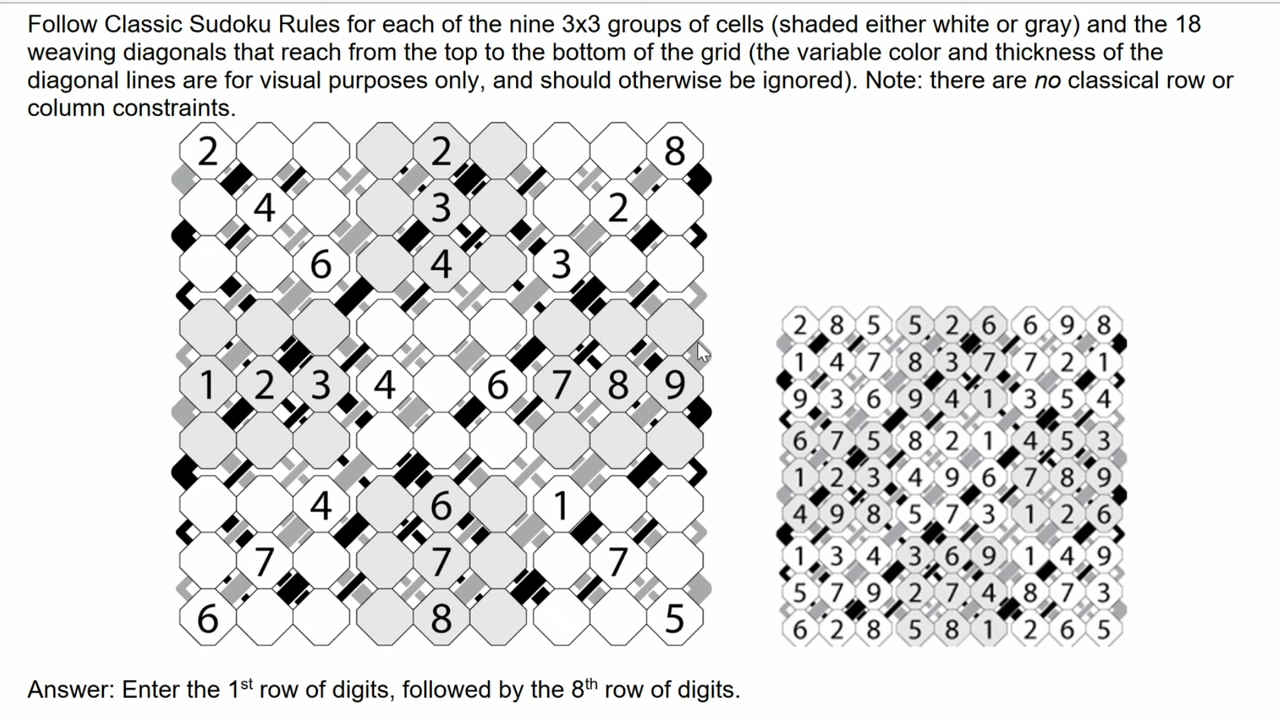 Follow Classic Sudoku Rules for each of the nine 3x3 groups of cells (shaded either white or gray) and the 18
weaving diagonals that reach from the top to the bottom of the grid (the variable color and thickness of the
diagonal lines are for visual purposes only, and should otherwise be ignored). Note: there are no classical row or
column constraints.
2 2 8
4 3 2
6 4 3
1 2 3 4 6 7 8 9
4 6 1
7 7 7
6 8 5
2 8 5 5 2 6 6 9 8
1 4 7 8 3 7 7 2 1
9 3 6 9 4 1 3 5 4
6 7 5 8 2 1 4 5 3
1 2 3 4 9 6 7 8 9
4 9 8 5 7 3 1 2 6
1 3 4 3 6 9 1 4 9
5 7 9 2 7 4 8 7 3
6 2 8 5 8 1 2 6 5
Answer: Enter the 1st row of digits, followed by the 8th row of digits.